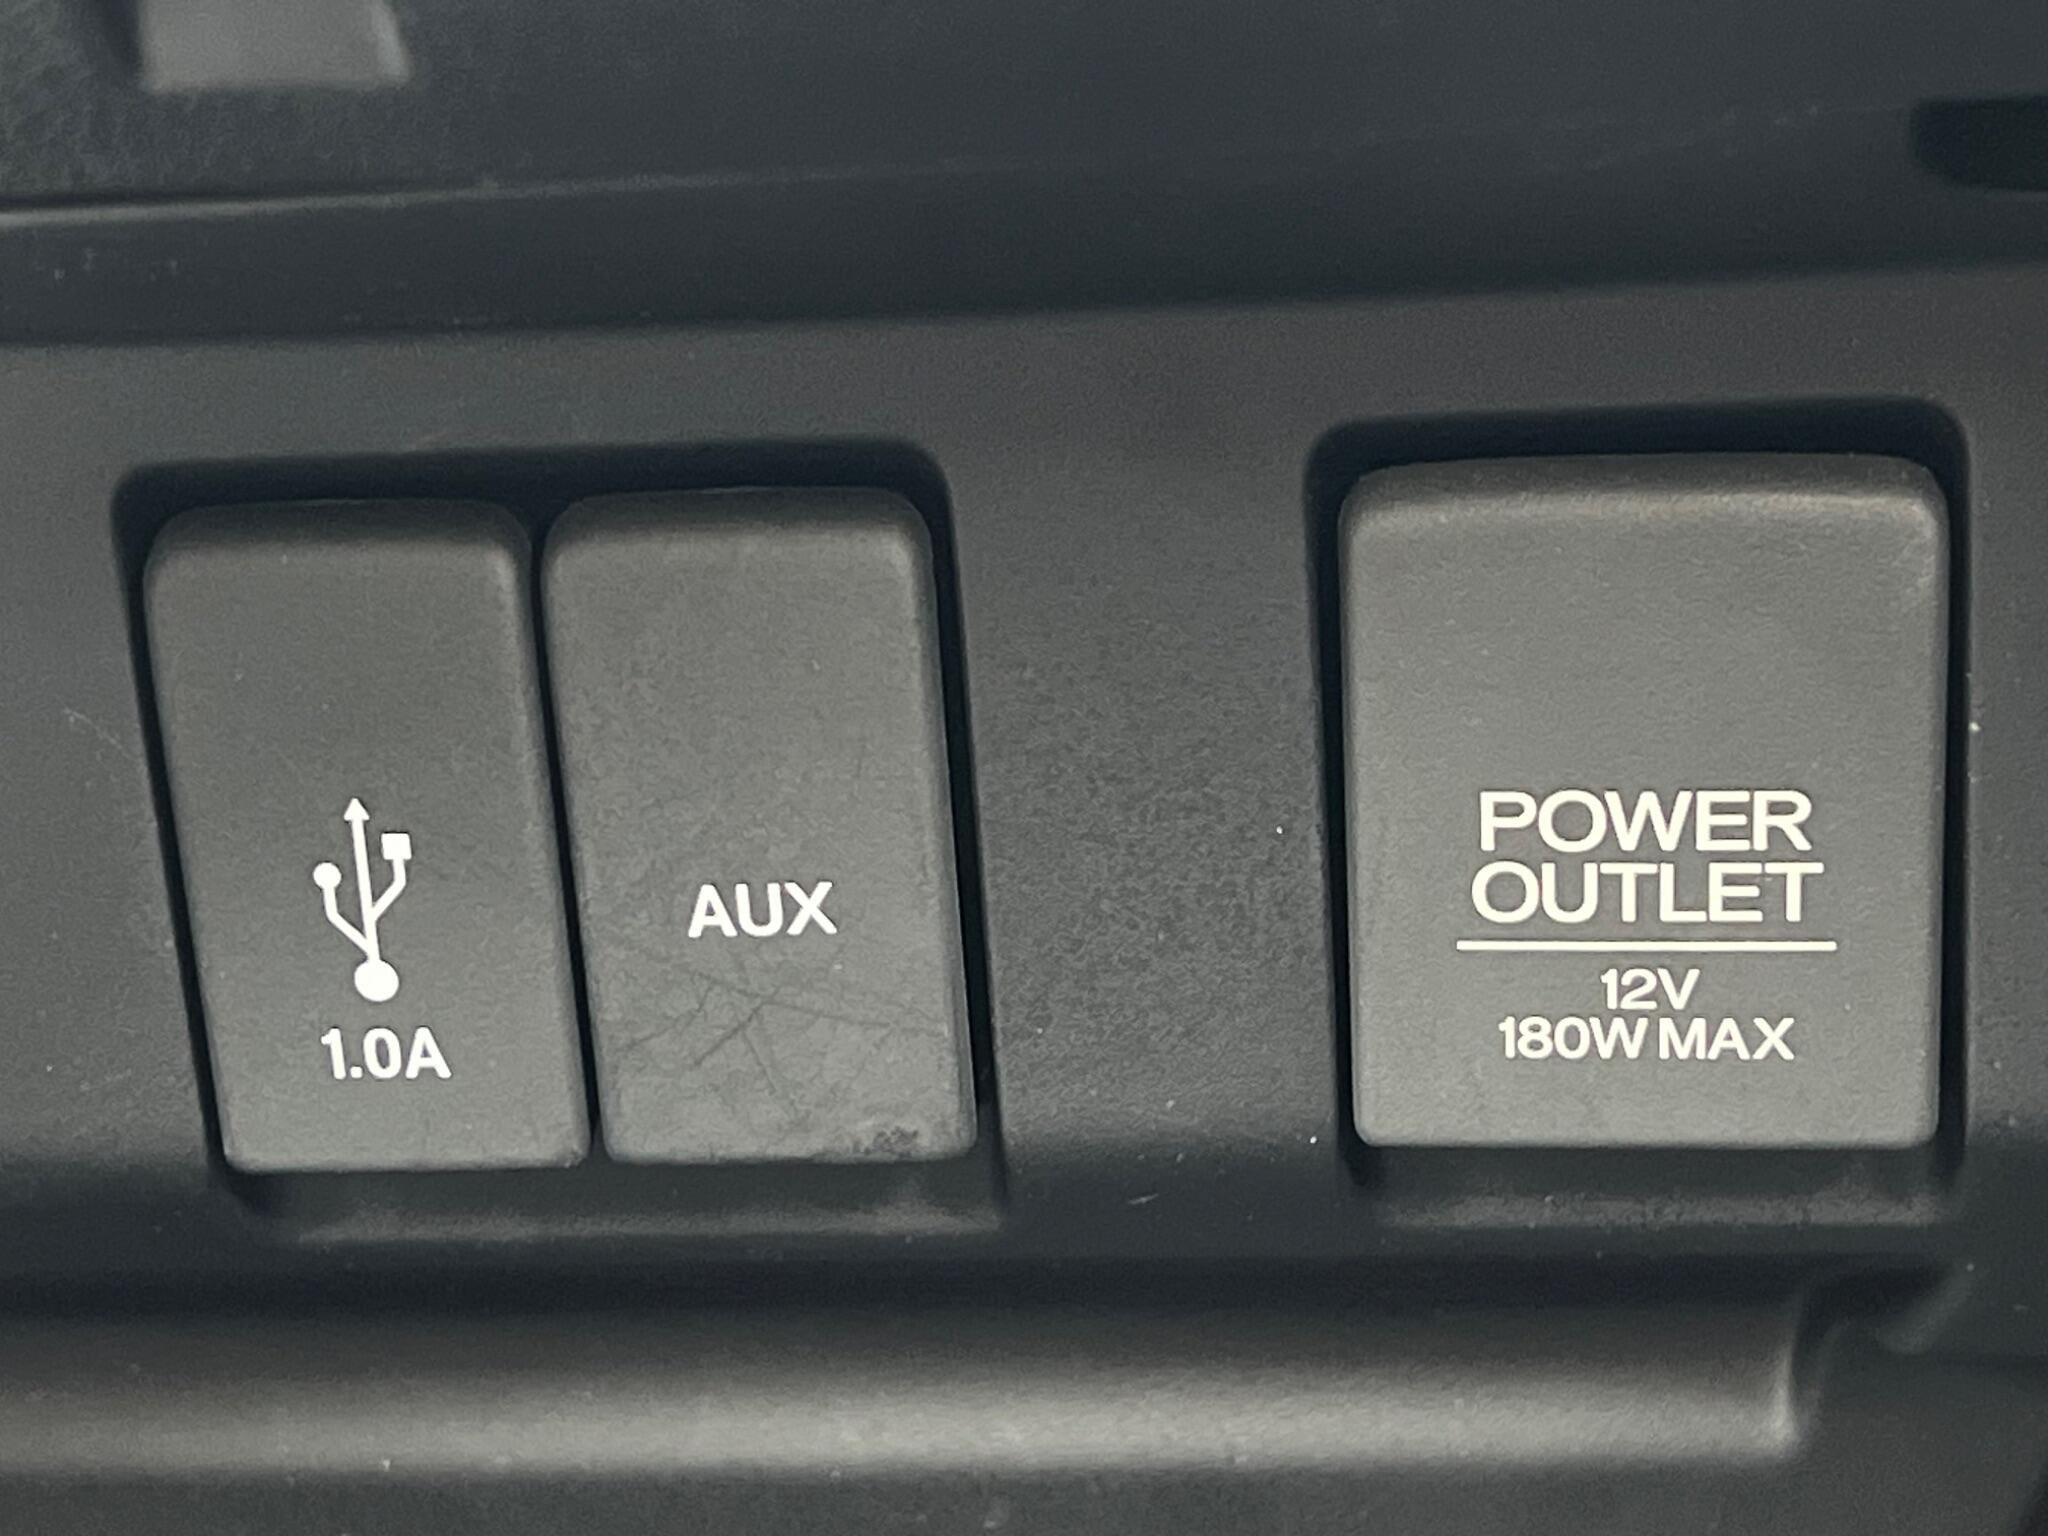 1.0A
AUX
POWER
OUTLET
12V
180W MAX